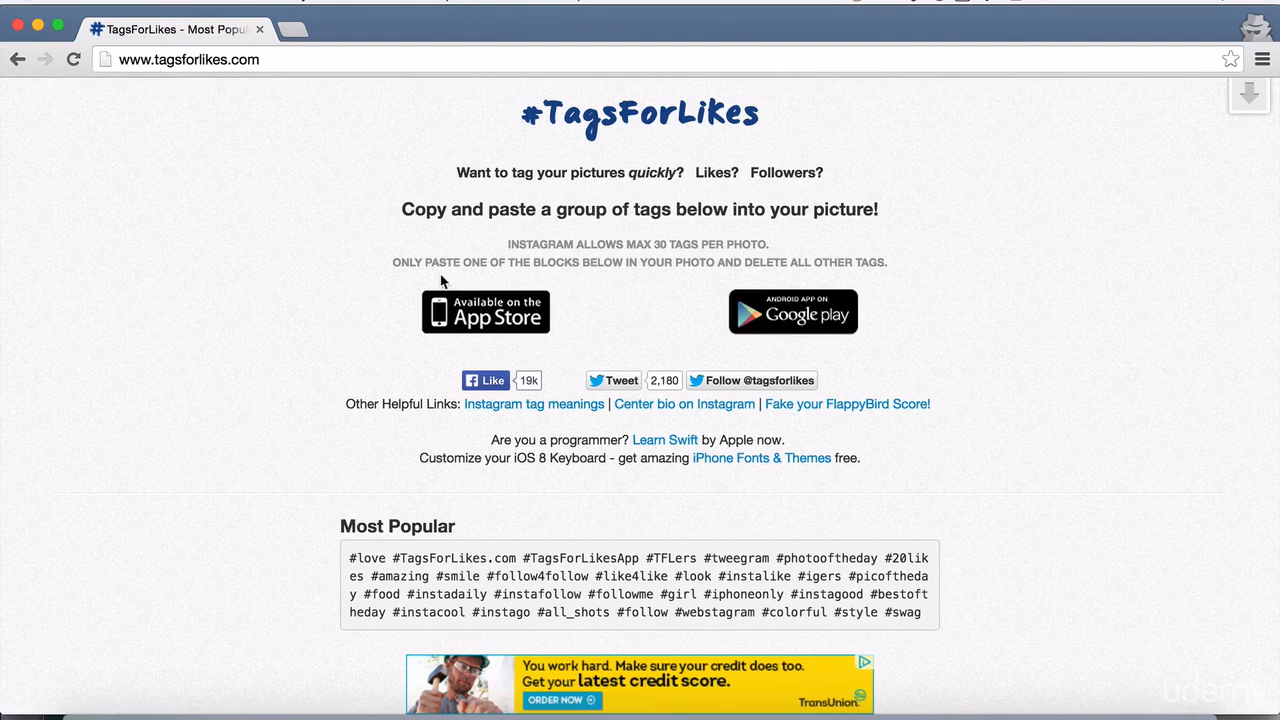 #TagsForLikes - Most Popul
www.tagsforlikes.com
#TagsForLikes
Want to tag your pictures quickly? Likes? Followers?
Copy and paste a group of tags below into your picture!
INSTAGRAM ALLOWS MAX 30 TAGS PER PHOTO.
ONLY PASTE ONE OF THE BLOCKS BELOW IN YOUR PHOTO AND DELETE ALL OTHER TAGS.
Available on the
App Store
ANDROID APP ON
Google play
Like 19k Tweet 2,180 Follow @tagsforlikes
Other Helpful Links: Instagram tag meanings | Center bio on Instagram | Fake your FlappyBird Score!
Are you a programmer? Learn Swift by Apple now.
Customize your iOS 8 Keyboard - get amazing iPhone Fonts & Themes free.
Most Popular
#love #TagsForLikes.com #TagsForLikesApp #TFLers #tweegram #photooftheday #20lik
es #amazing #smile #follow4follow #like4like #look #instalike #igers #picoftheda
y #food #instadaily #instafollow #followme #girl #iphoneonly #instagood #bestoft
heday #instacool #instago #all_shots #follow #webstagram #colorful #style #swag
You work hard. Make sure your credit does too.
Get your latest credit score.
ORDER NOW
TransUnion.
tu
udemy